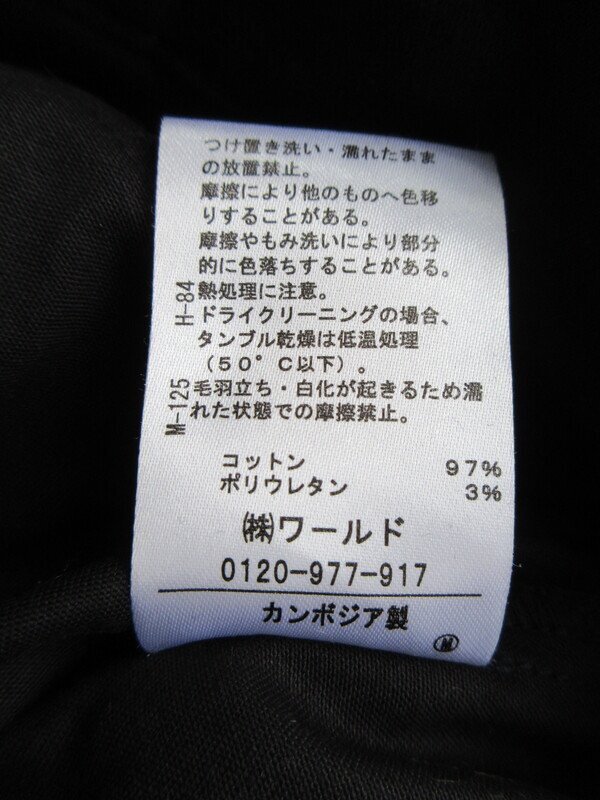 つけ置き洗い・濡れたまま
の放置禁止。
摩擦により他のものへ色移
りすることがある。
摩擦やもみ洗いにより部分
的に色落ちすることがある。
熱処理に注意。
ドライクリーニングの場合、
タンブル乾燥は低温処理
（50°C以下）。
毛羽立ち・白化が起きるため濡
れた状態での摩擦禁止。
H-84
M-125
コットン 97%
ポリウレタン 3%
㈱ワールド
0120-977-917
カンボジア製
Ⓜ